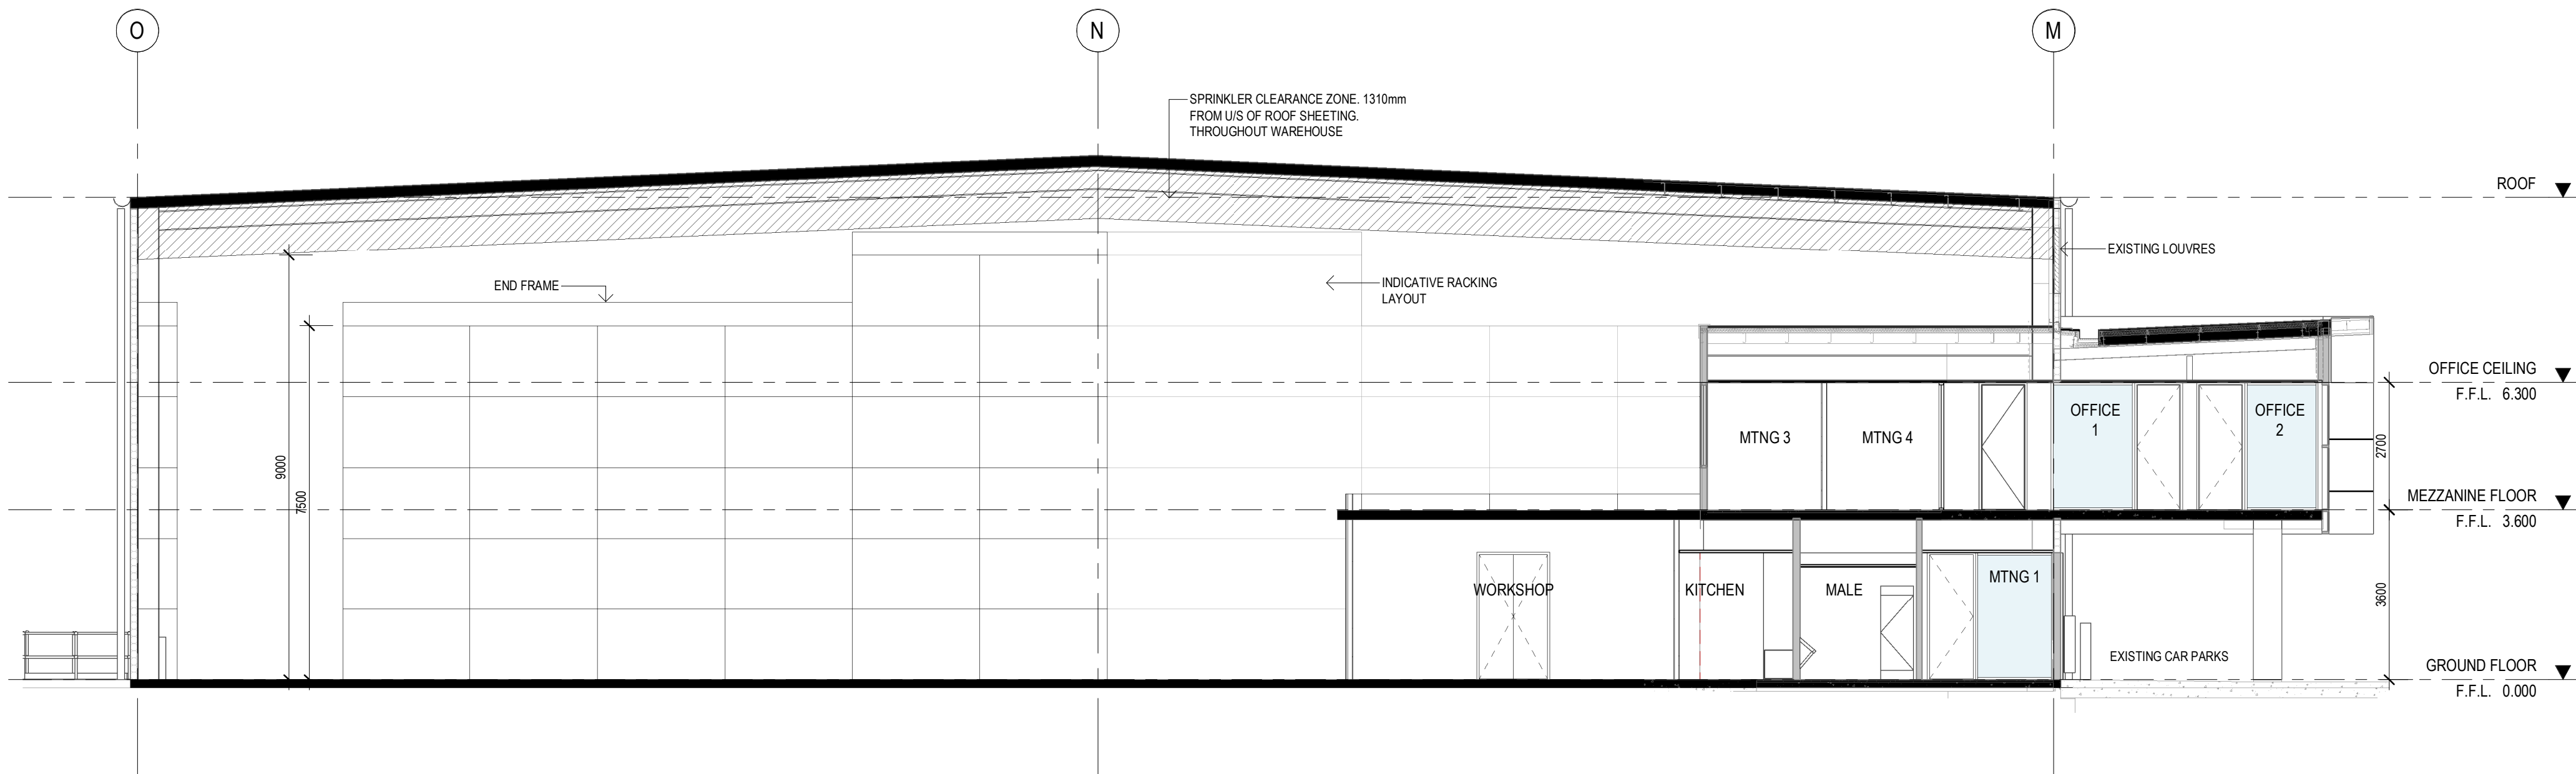 O
N
M
SPRINKLER CLEARANCE ZONE. 1310mm
FROM U/S OF ROOF SHEETING.
THROUGHOUT WAREHOUSE
ROOF
EXISTING LOUVRES
END FRAME
INDICATIVE RACKING
LAYOUT
OFFICE CEILING
F.F.L. 6.300
OFFICE
1
OFFICE
2
MTNG 3
MTNG 4
2700
9000
7500
MEZZANINE FLOOR
F.F.L. 3.600
WORKSHOP
KITCHEN
MALE
MTNG 1
3600
EXISTING CAR PARKS
GROUND FLOOR
F.F.L. 0.000